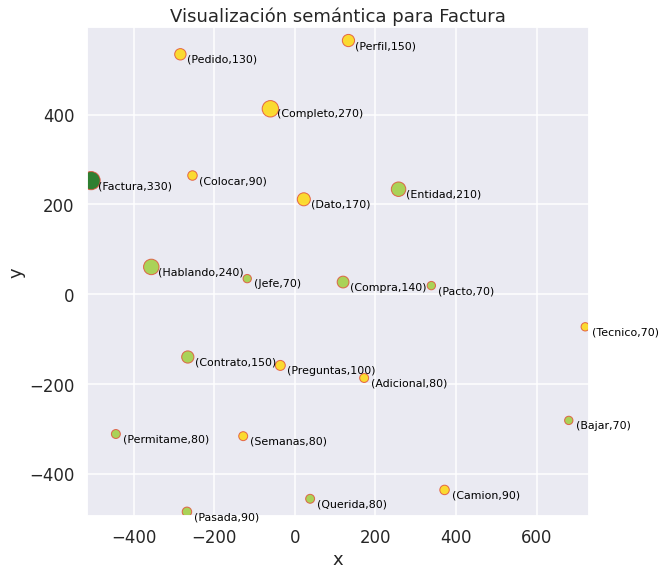 Visualización semántica para Factura
(Perfil,150)
(Pedido,130)
(Completo,270)
400
(Factura,330)
(Colocar,90)
(Entidad,210)
(Dato,170)
200
(Hablando,240)
(Jefe,70)
(Compra,140)
(Pacto,70)
y
0
(Tecnico,70)
(Contrato,150)
(Preguntas,100)
(Adicional,80)
−200
(Bajar,70)
(Permitame,80)
(Semanas,80)
−400
(Camion,90)
(Querida,80)
(Pasada,90)
−400 −200 0 200 400 600
x